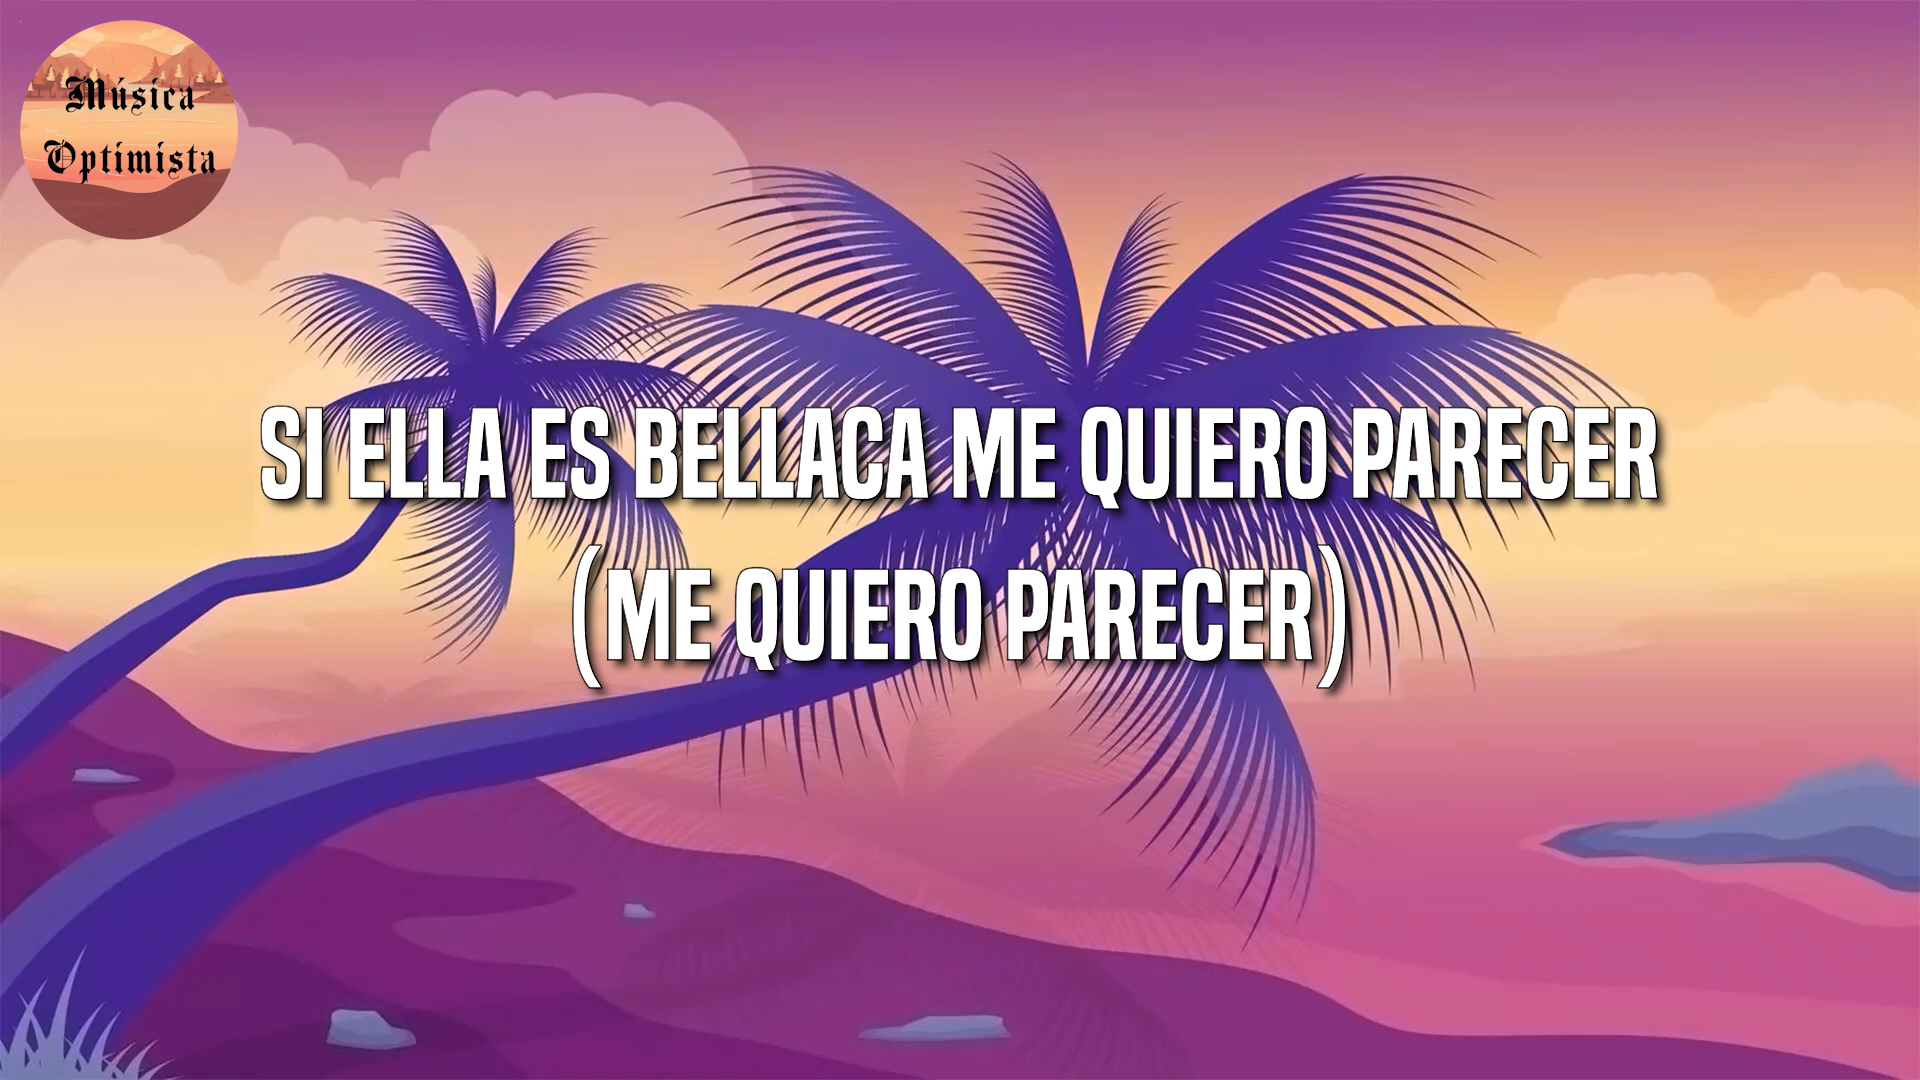 Música
Optimista
SI ELLA ES BELLACA ME QUIERO PARECER
(ME QUIERO PARECER)